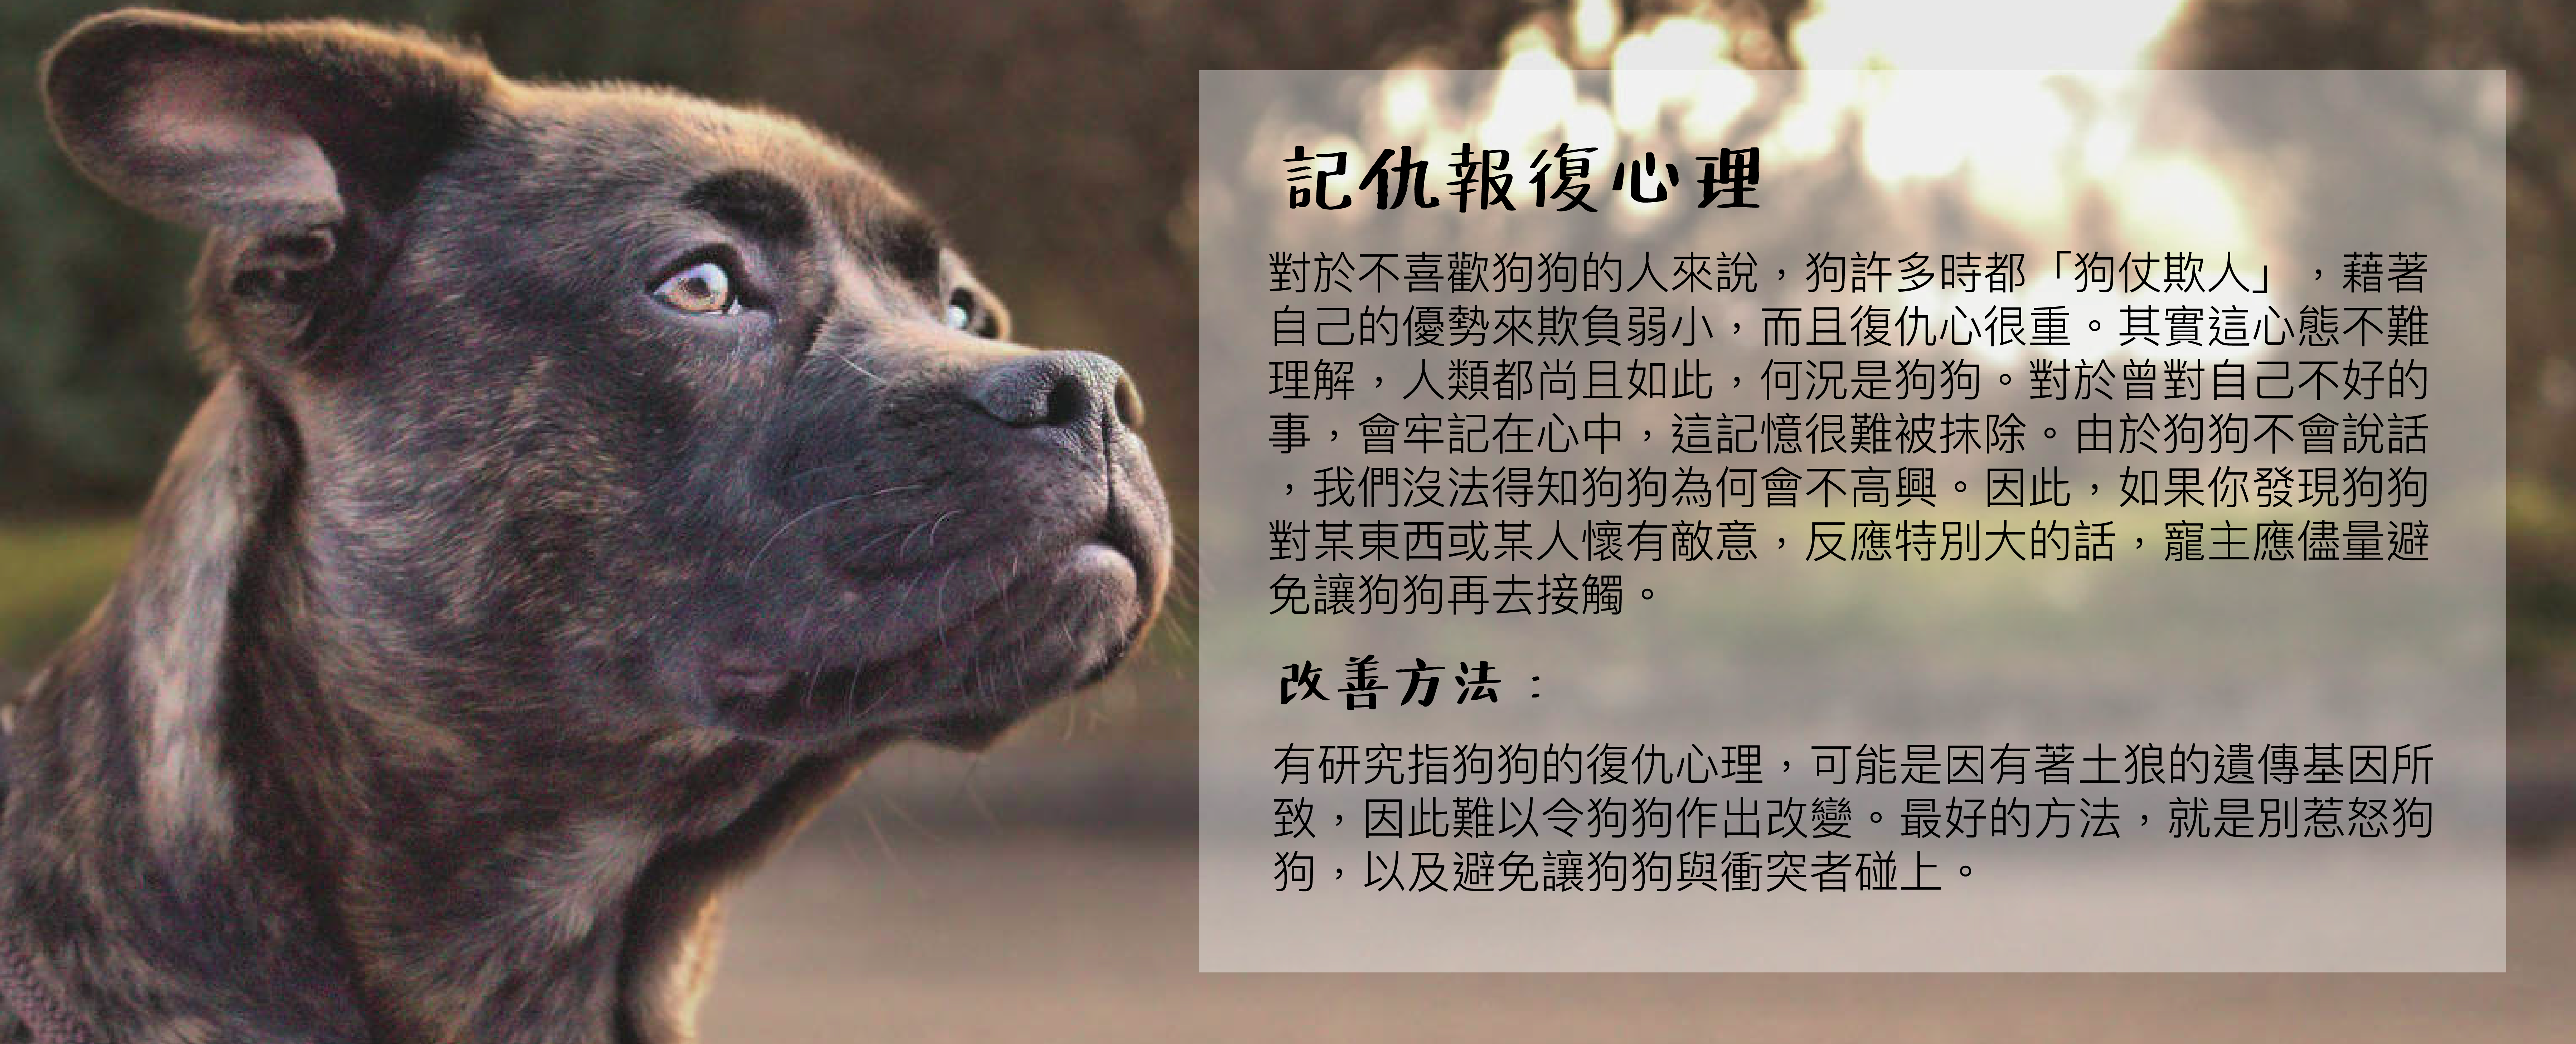 記仇報復心理
對於不喜歡狗狗的人來說，狗許多時都「狗仗欺人」，藉著
自己的優勢來欺負弱小，而且復仇心很重。其實這心態不難
理解，人類都尚且如此，何況是狗狗。對於曾對自己不好的
事，會牢記在心中，這記憶很難被抹除。由於狗狗不會說話
，我們沒法得知狗狗為何會不高興。因此，如果你發現狗狗
對某東西或某人懷有敵意，反應特別大的話，寵主應儘量避
免讓狗狗再去接觸。
改善方法：
有研究指狗狗的復仇心理，可能是因有著土狼的遺傳基因所
致，因此難以令狗狗作出改變。最好的方法，就是別惹怒狗
狗，以及避免讓狗狗與衝突者碰上。